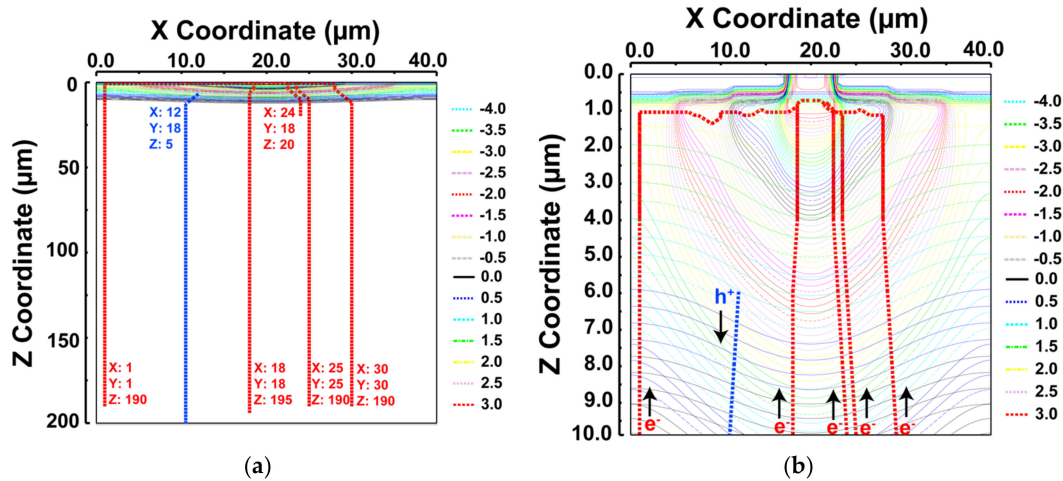 X Coordinate (µm)
0.0 10.0 20.0 30.0 40.0
Z Coordinate (µm)
0
50
100
150
200
X: 12
Y: 18
Z: 5
X: 24
Y: 18
Z: 20
X: 1
Y: 1
Z: 190
X: 18
Y: 18
Z: 195
X: 25
Y: 25
Z: 190
X: 30
Y: 30
Z: 190
-4.0
-3.5
-3.0
-2.5
-2.0
-1.5
-1.0
-0.5
0.0
0.5
1.0
1.5
2.0
2.5
3.0
(a)
X Coordinate (µm)
0.0 10.0 20.0 30.0 40.0
Z Coordinate (µm)
0.0
1.0
2.0
3.0
4.0
5.0
6.0
7.0
8.0
9.0
10.0
h+
e-
e-
e-
e-
e-
-4.0
-3.5
-3.0
-2.5
-2.0
-1.5
-1.0
-0.5
0.0
0.5
1.0
1.5
2.0
2.5
3.0
(b)